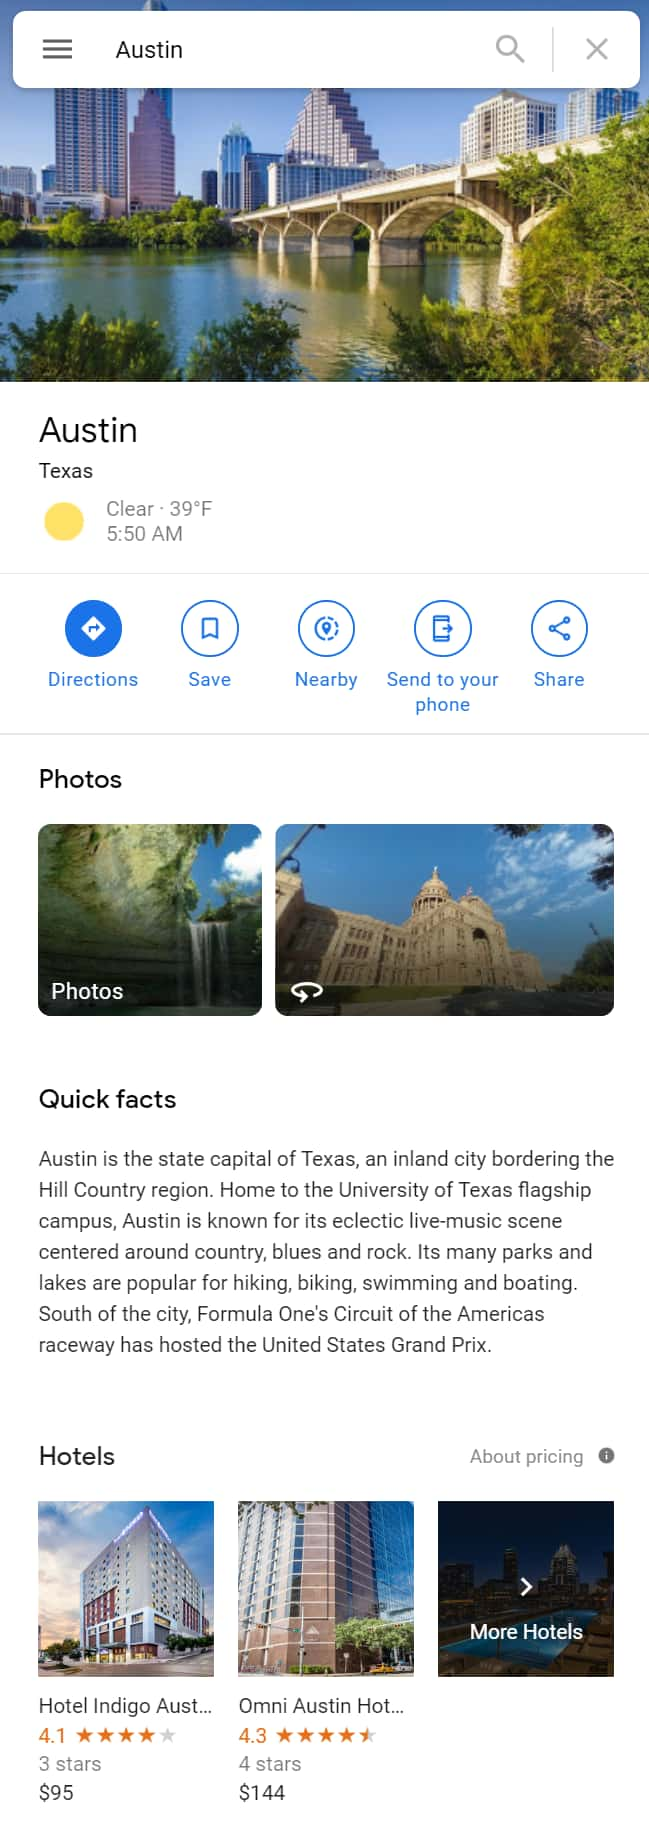 Austin
Austin
Texas
Clear · 39°F
5:50 AM
Directions
Save
Nearby
Send to your
phone
Share
Photos
Photos
Quick facts
Austin is the state capital of Texas, an inland city bordering the
Hill Country region. Home to the University of Texas flagship
campus, Austin is known for its eclectic live-music scene
centered around country, blues and rock. Its many parks and
lakes are popular for hiking, biking, swimming and boating.
South of the city, Formula One's Circuit of the Americas
raceway has hosted the United States Grand Prix.
Hotels
About pricing
More Hotels
Hotel Indigo Aust...
4.1
3 stars
$95
Omni Austin Hot...
4.3
4 stars
$144